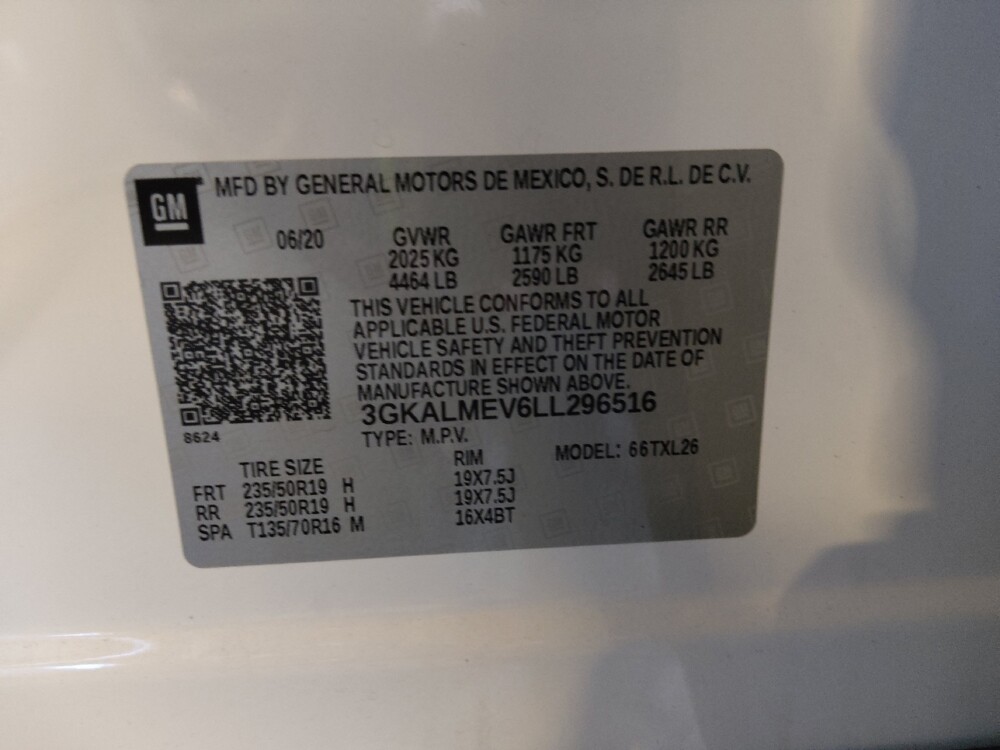 GM MFD BY GENERAL MOTORS DE MEXICO, S. DE R.L. DE C.V.
06/20 GVWR GAWR FRT GAWR RR
2025 KG 1175 KG 1200 KG
4464 LB 2590 LB 2645 LB
THIS VEHICLE CONFORMS TO ALL
APPLICABLE U.S. FEDERAL MOTOR
VEHICLE SAFETY AND THEFT PREVENTION
STANDARDS IN EFFECT ON THE DATE OF
MANUFACTURE SHOWN ABOVE.
3GKALMEV6LL296516
8624
TYPE: M.P.V. MODEL: 66TXL26
TIRE SIZE RIM
FRT 235/50R19 H 19X7.5J
RR 235/50R19 H 19X7.5J
SPA T135/70R16 M 16X4BT